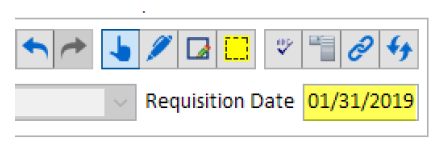 Requisition Date 01/31/2019